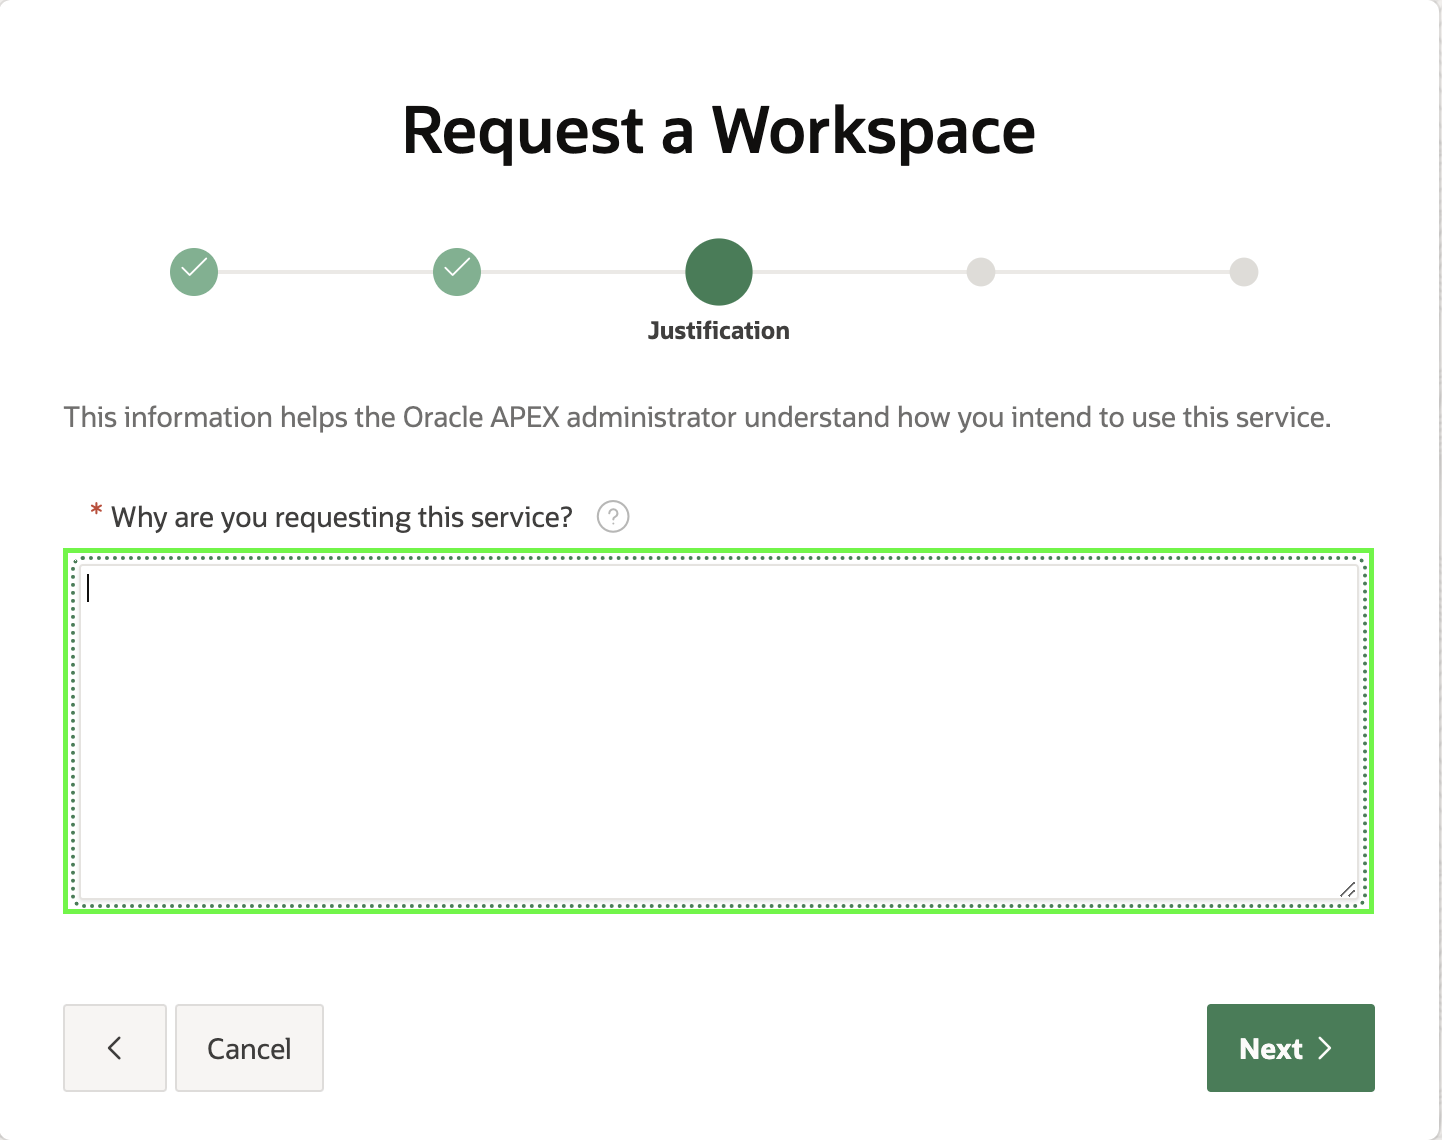 Request a Workspace
Justification
This information helps the Oracle APEX administrator understand how you intend to use this service.
* Why are you requesting this service? ?
Cancel
Next